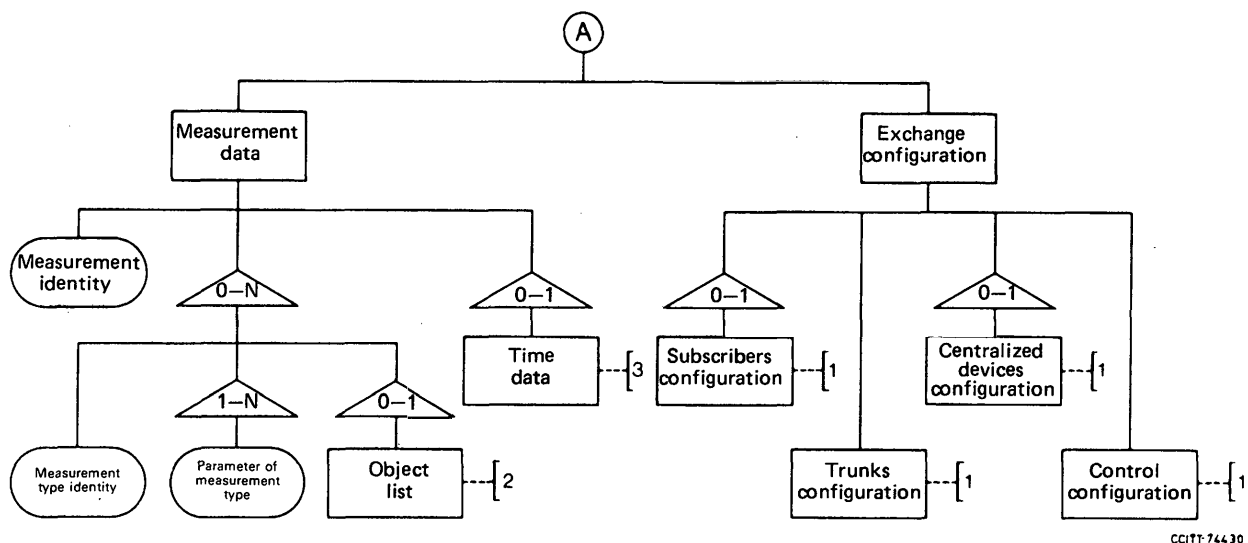 A
Measurement
data
Exchange
configuration
Measurement
identity
0–N
0–1
0–1
0–1
Time
data
3
Subscribers
configuration
1
Centralized
devices
configuration
1
1–N
0–1
Measurement
type identity
Parameter of
measurement
type
Object
list
2
Trunks
configuration
1
Control
configuration
1
CCITT-74430